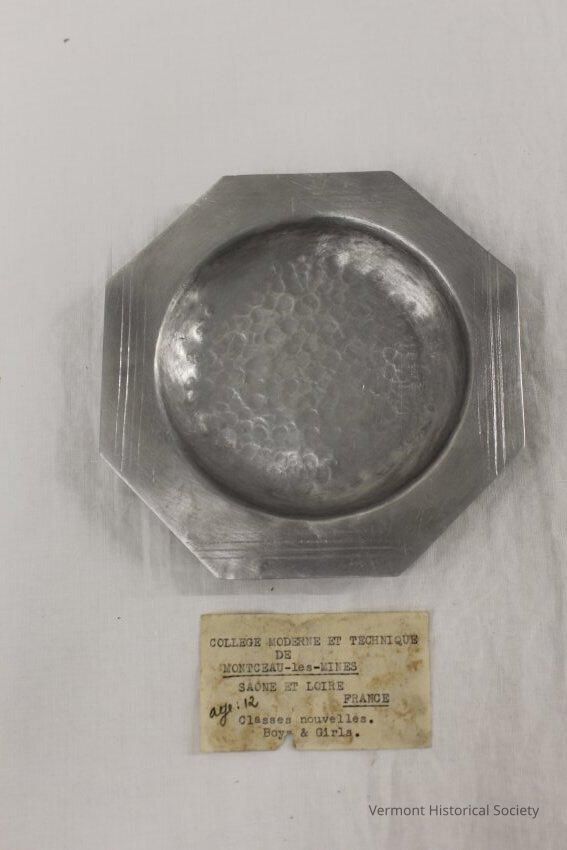 COLLEGE MODERNE ET TECHNIQUE
DE
MONTCEAU-les-MINES
SAONE ET LOIRE
FRANCE
age: 12
Classes nouvelles.
Boys & Girls.
Vermont Historical Society